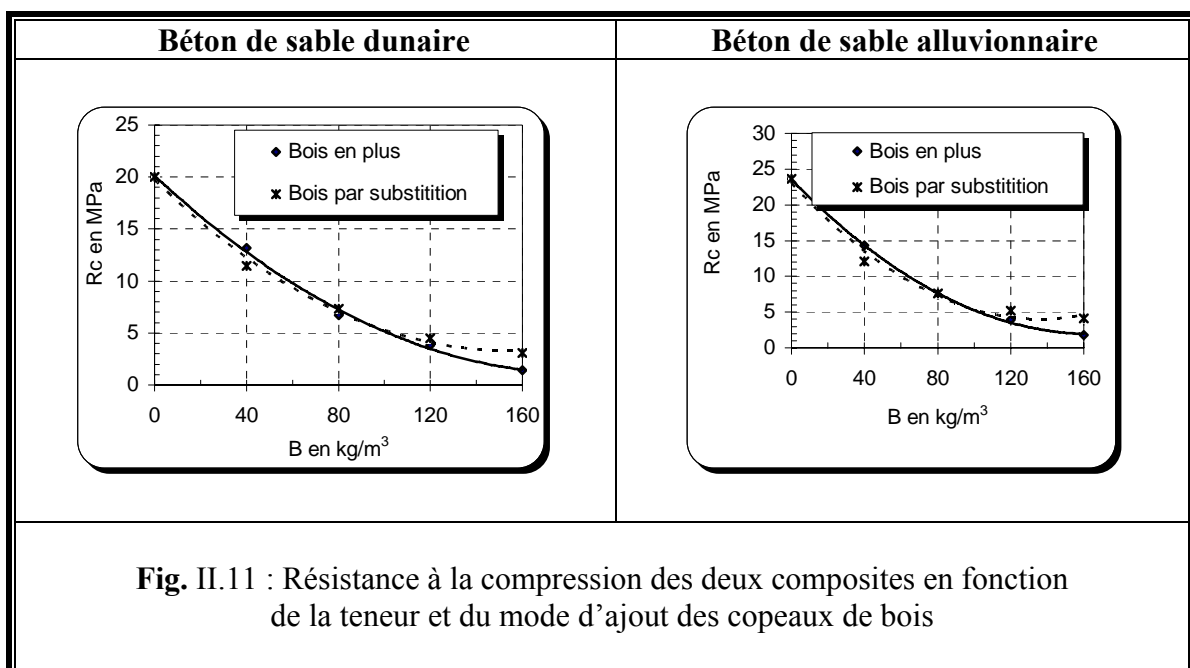 Béton de sable dunaire
Béton de sable alluvionnaire
25
20
15
10
5
0
Rc en MPa
Bois en plus
Bois par substitition
0 40 80 120 160
B en kg/m³
30
25
20
15
10
5
0
Rc en MPa
Bois en plus
Bois par substitition
0 40 80 120 160
B en kg/m³
Fig. II.11 : Résistance à la compression des deux composites en fonction
de la teneur et du mode d’ajout des copeaux de bois